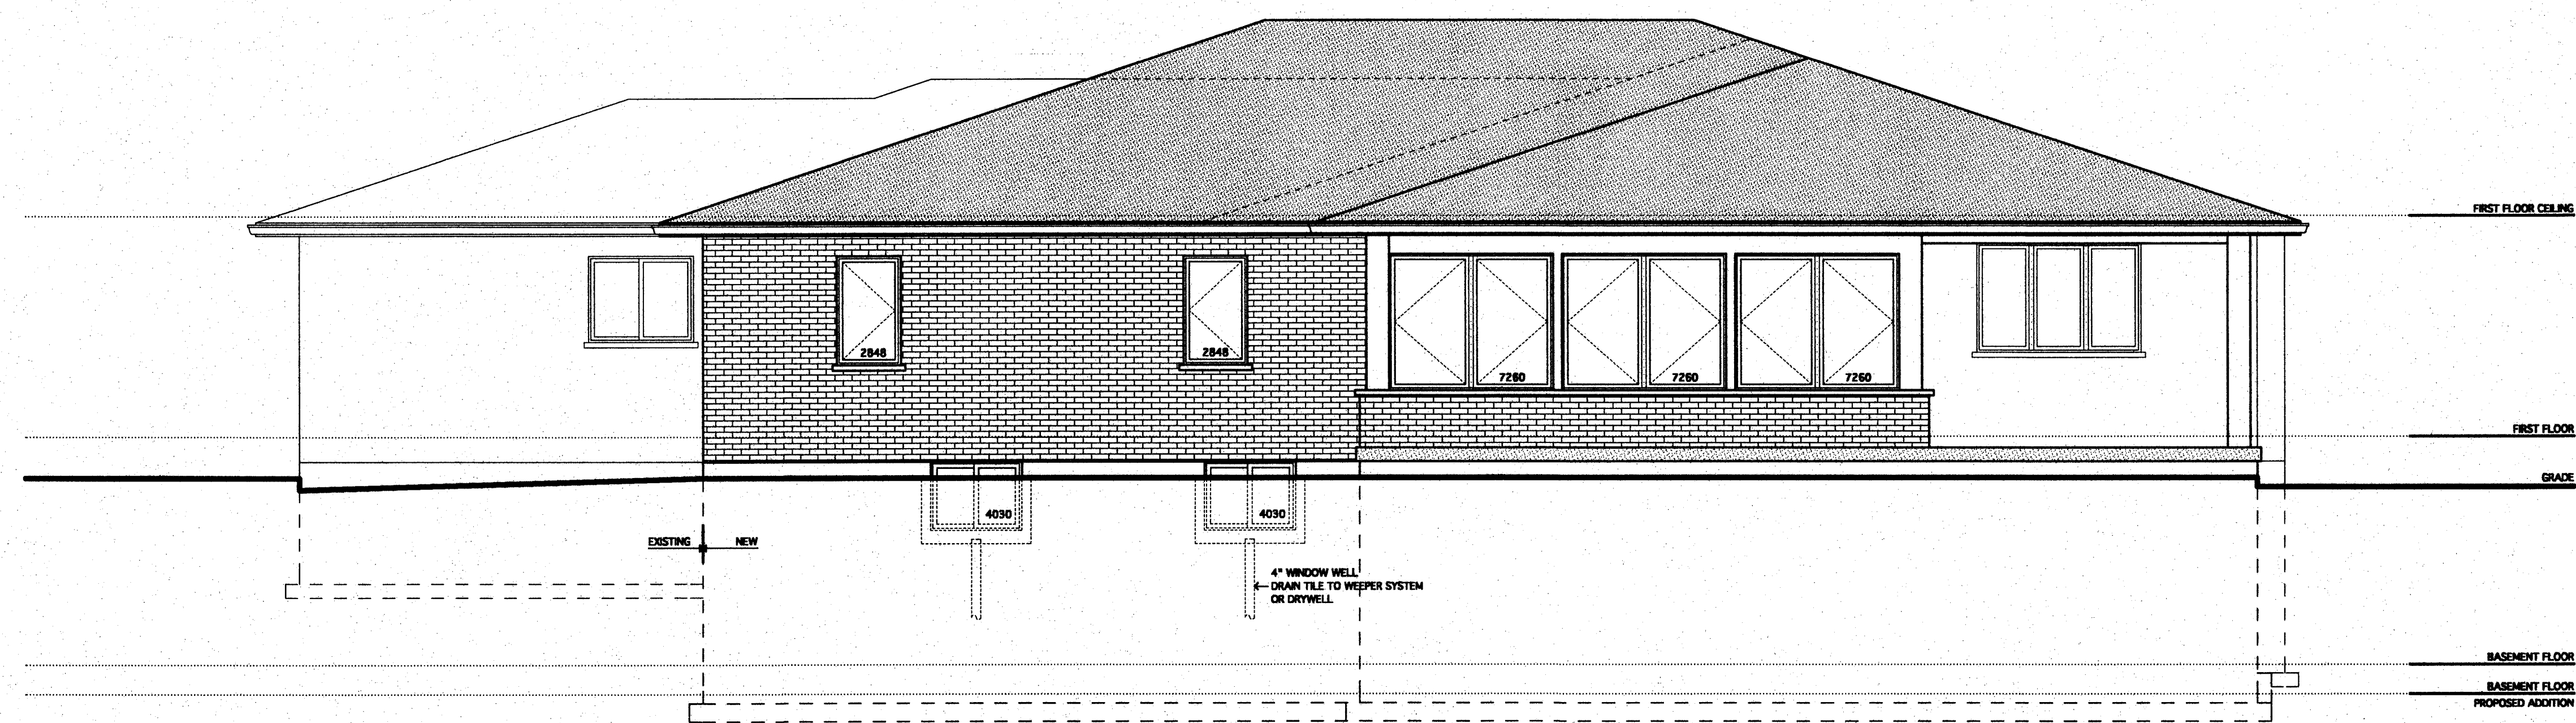 FIRST FLOOR CEILING
2848
2848
7260
7260
7260
FIRST FLOOR
GRADE
4030
4030
EXISTING
NEW
4" WINDOW WELL
DRAIN TILE TO WEEPER SYSTEM
OR DRYWELL
BASEMENT FLOOR
BASEMENT FLOOR
PROPOSED ADDITION